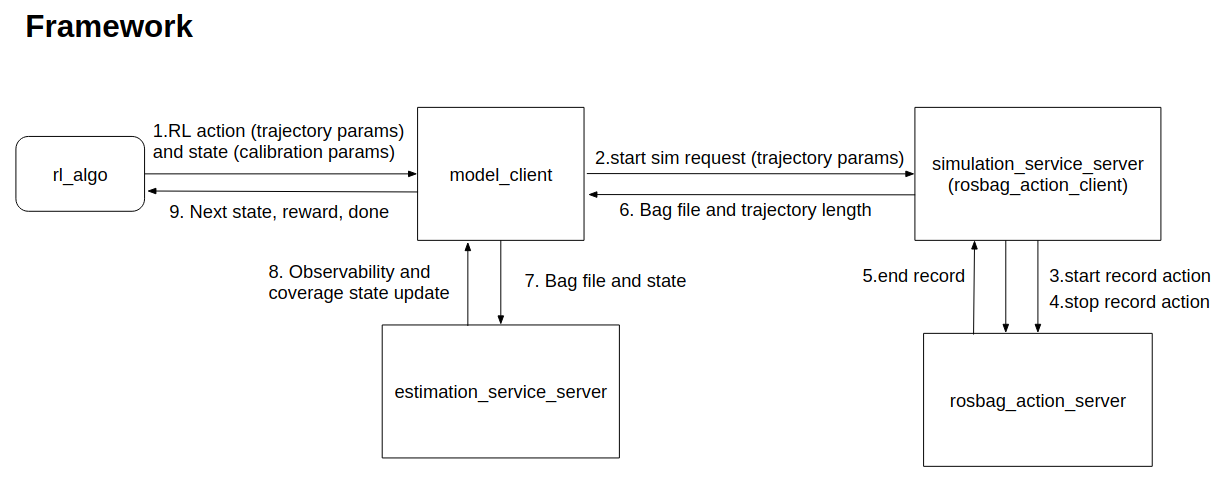 Framework
1.RL action (trajectory params)
and state (calibration params)
rl_algo
9. Next state, reward, done
model_client
2.start sim request (trajectory params)
6. Bag file and trajectory length
simulation_service_server
(rosbag_action_client)
8. Observability and
coverage state update
7. Bag file and state
5.end record
3.start record action
4.stop record action
estimation_service_server
rosbag_action_server